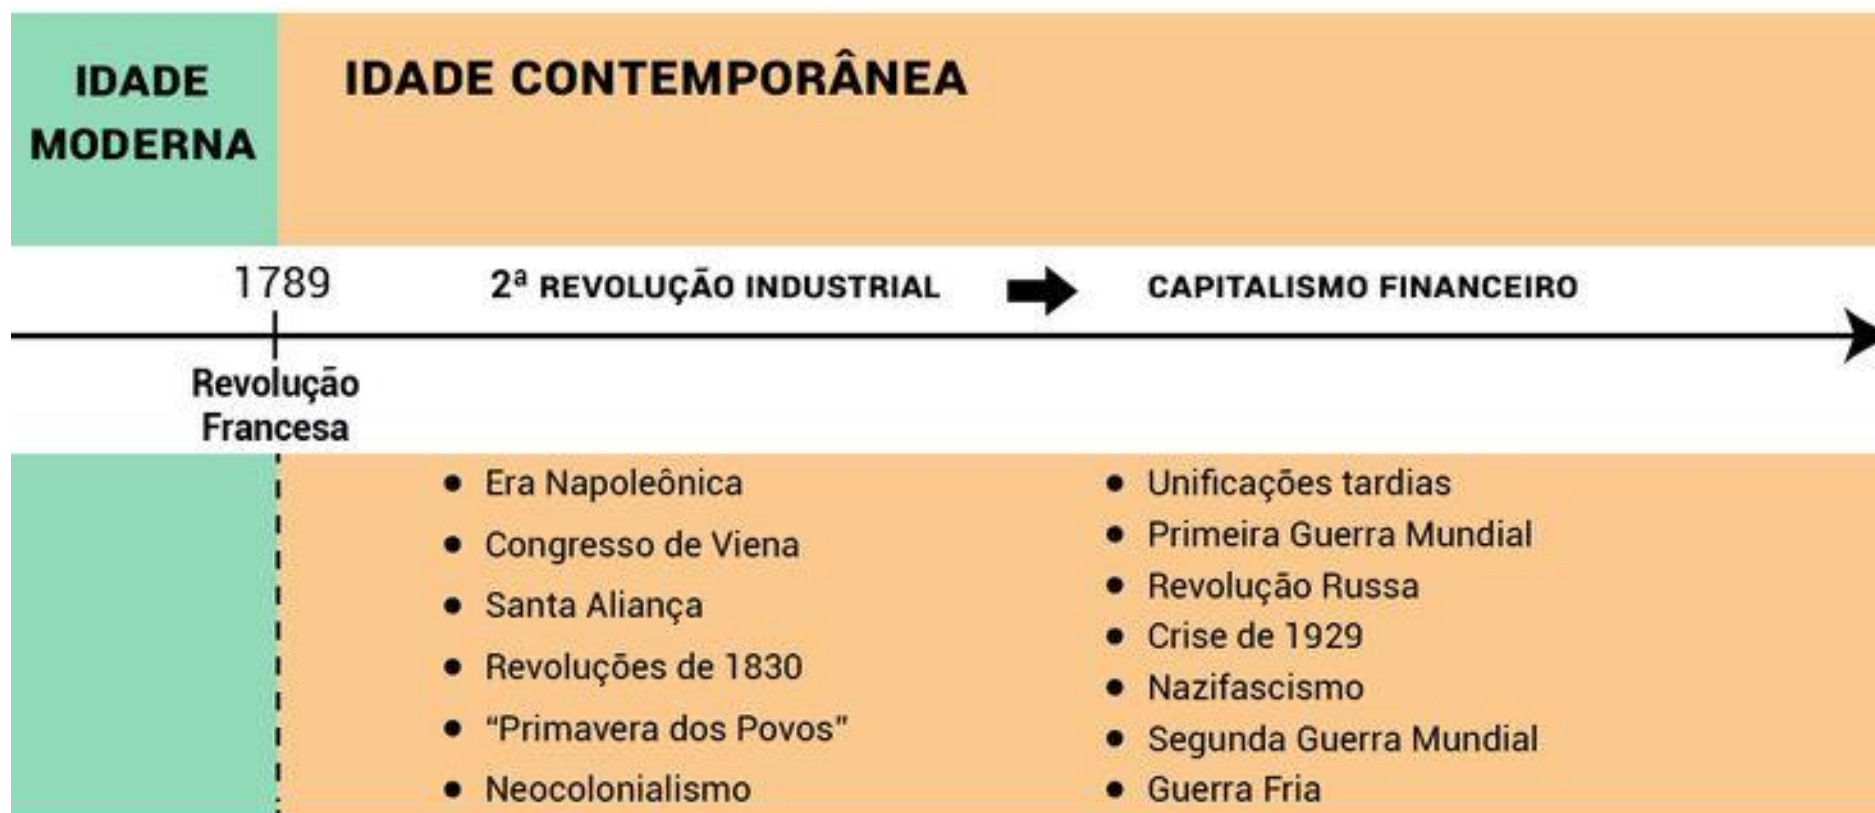 IDADE
MODERNA
IDADE CONTEMPORÂNEA
1789
2ª REVOLUÇÃO INDUSTRIAL
CAPITALISMO FINANCEIRO
Revolução
Francesa
• Era Napoleônica
• Congresso de Viena
• Santa Aliança
• Revoluções de 1830
• “Primavera dos Povos”
• Neocolonialismo
• Unificações tardias
• Primeira Guerra Mundial
• Revolução Russa
• Crise de 1929
• Nazifascismo
• Segunda Guerra Mundial
• Guerra Fria